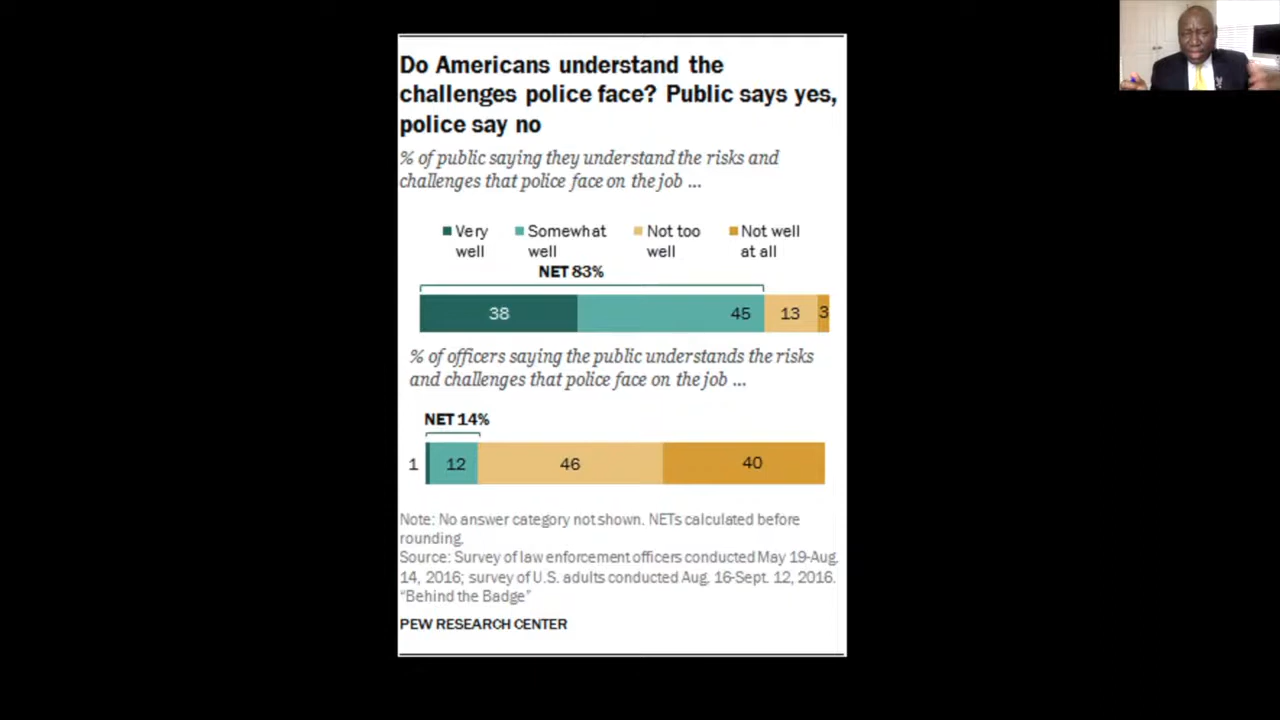 Do Americans understand the
challenges police face? Public says yes,
police say no
% of public saying they understand the risks and
challenges that police face on the job ...
Very well
Somewhat well
Not too well
Not well at all
NET 83%
38 45 13 3
% of officers saying the public understands the risks
and challenges that police face on the job ...
NET 14%
1 12 46 40
Note: No answer category not shown. NETs calculated before
rounding.
Source: Survey of law enforcement officers conducted May 19-Aug.
14, 2016; survey of U.S. adults conducted Aug. 16-Sept. 12, 2016.
“Behind the Badge”
PEW RESEARCH CENTER